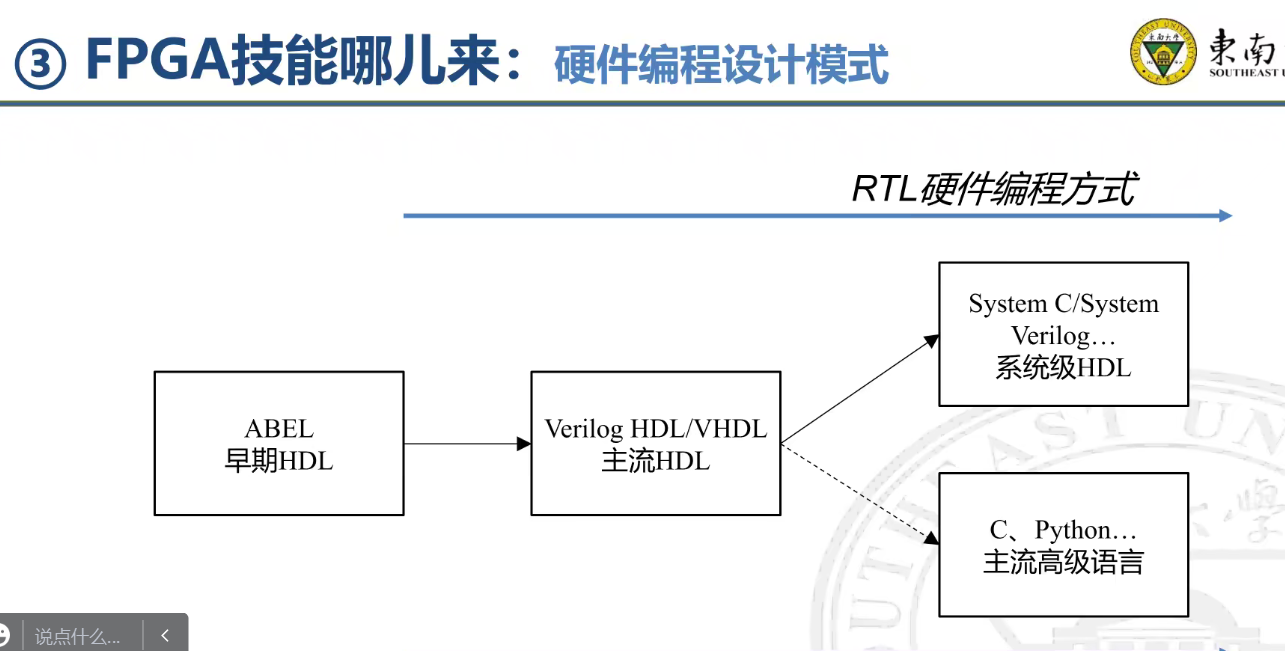 ③ FPGA技能哪儿来：硬件编程设计模式
東南
SOUTHEAST U
RTL硬件编程方式
System C/System
Verilog…
系统级HDL
ABEL
早期HDL
Verilog HDL/VHDL
主流HDL
C、Python…
主流高级语言
说点什么...